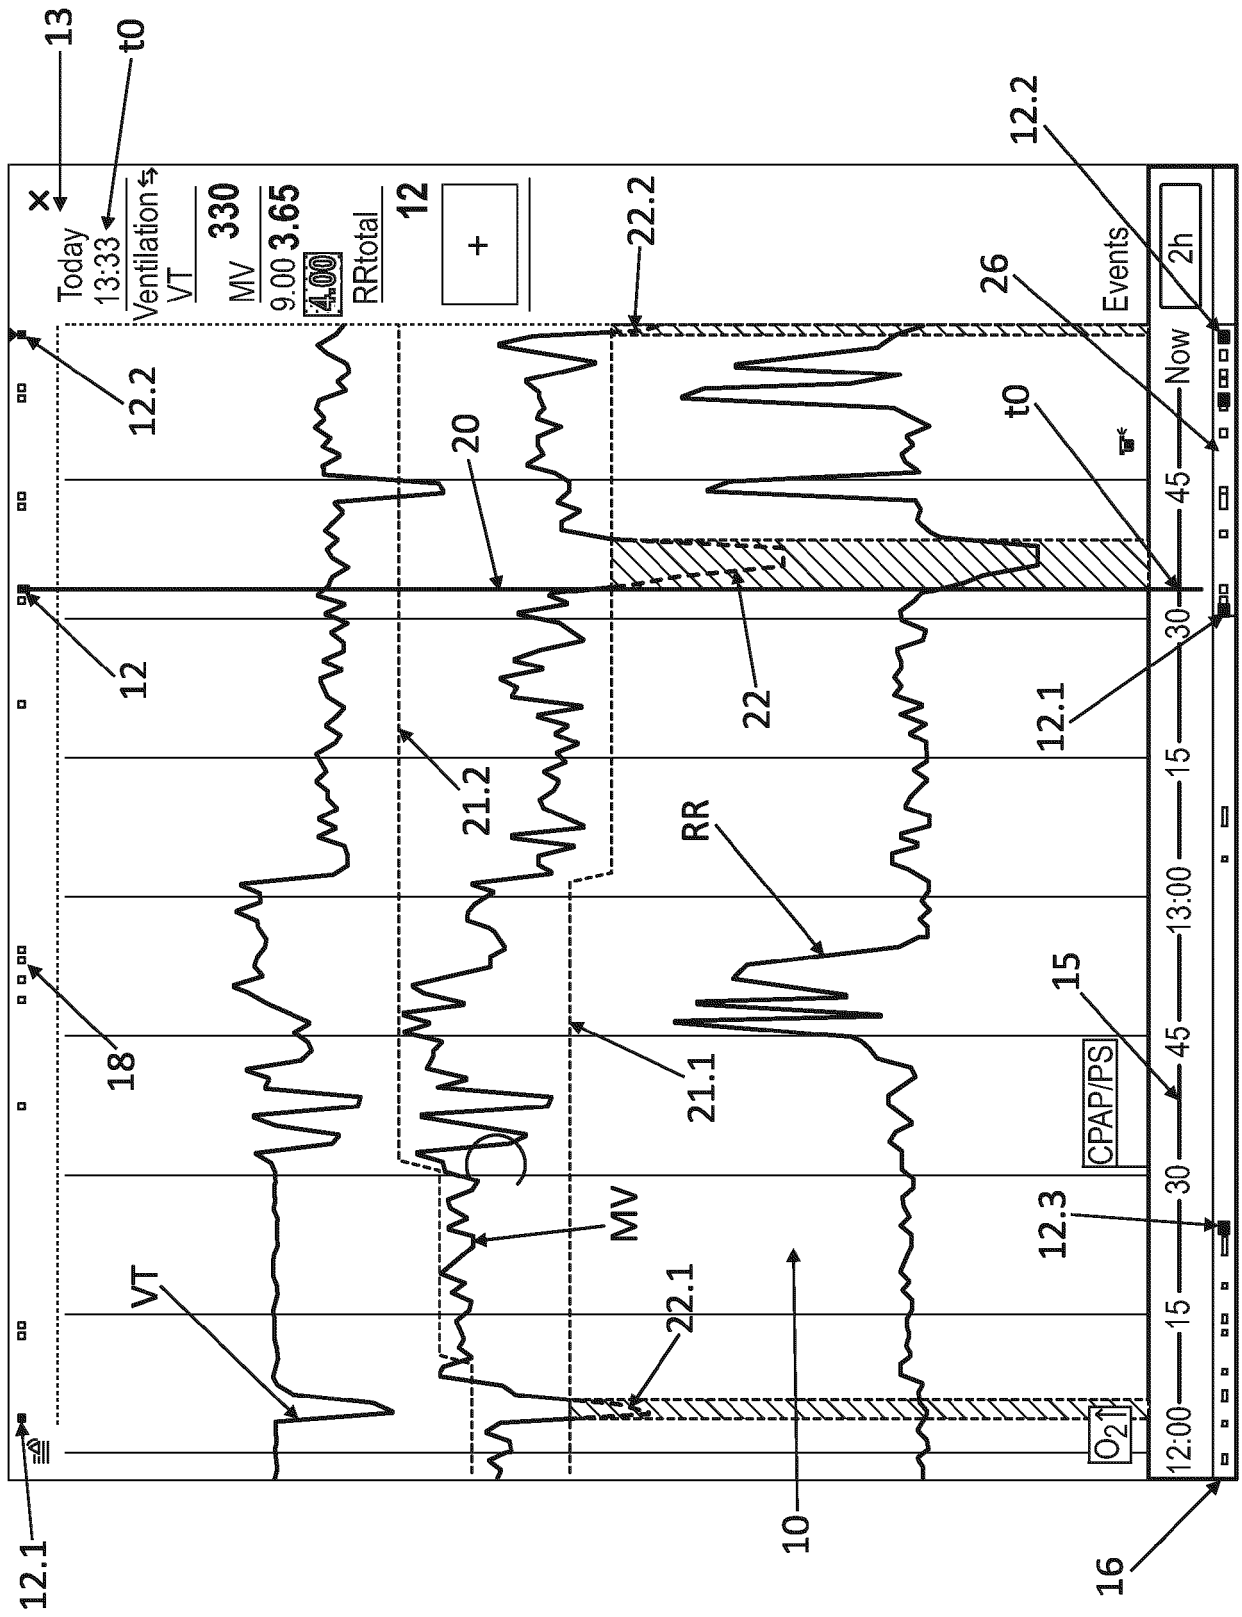 12.1
12
12.2
×
13
18
Today
13:33
t0
VT
Ventilation ⇆
VT
330
MV
9.00 3.65
4.00
RRtotal
12
+
21.2
20
22.2
MV
21.1
22
22.1
RR
10
Events
26
O2↑
CPAP/PS
15
t0
12.2
12:00 15 30 45 13:00 15 30 45 Now
2h
12.3
12.1
16